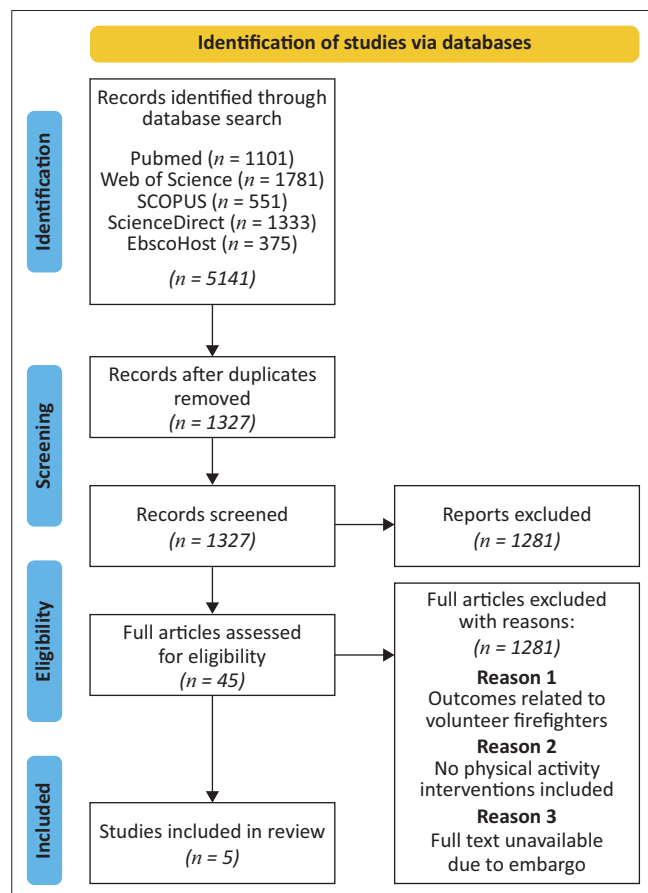 Identification of studies via databases
Identification
Records identified through
database search
Pubmed (n = 1101)
Web of Science (n = 1781)
SCOPUS (n = 551)
ScienceDirect (n = 1333)
EbscoHost (n = 375)
(n = 5141)
Screening
Records after duplicates
removed
(n = 1327)
Records screened
(n = 1327)
Reports excluded
(n = 1281)
Eligibility
Full articles assessed
for eligibility
(n = 45)
Full articles excluded
with reasons:
(n = 1281)
Reason 1
Outcomes related to
volunteer firefighters
Reason 2
No physical activity
interventions included
Reason 3
Full text unavailable
due to embargo
Included
Studies included in review
(n = 5)